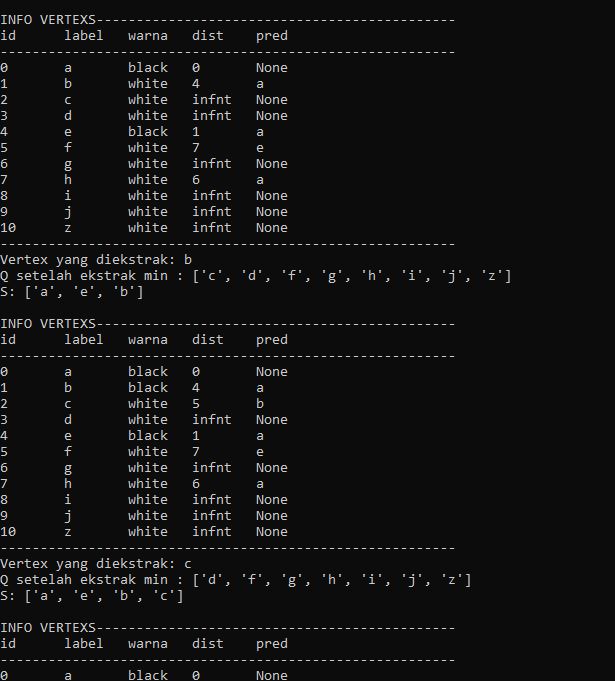 INFO VERTEXS---------------------------------------------
id      label   warna   dist    pred
---------------------------------------------------------
0       a       black   0       None
1       b       white   4       a
2       c       white   infnt   None
3       d       white   infnt   None
4       e       black   1       a
5       f       white   7       e
6       g       white   infnt   None
7       h       white   6       a
8       i       white   infnt   None
9       j       white   infnt   None
10      z       white   infnt   None
---------------------------------------------------------
Vertex yang diekstrak: b
Q setelah ekstrak min : ['c', 'd', 'f', 'g', 'h', 'i', 'j', 'z']
S: ['a', 'e', 'b']

INFO VERTEXS---------------------------------------------
id      label   warna   dist    pred
---------------------------------------------------------
0       a       black   0       None
1       b       black   4       a
2       c       white   5       b
3       d       white   infnt   None
4       e       black   1       a
5       f       white   7       e
6       g       white   infnt   None
7       h       white   6       a
8       i       white   infnt   None
9       j       white   infnt   None
10      z       white   infnt   None
---------------------------------------------------------
Vertex yang diekstrak: c
Q setelah ekstrak min : ['d', 'f', 'g', 'h', 'i', 'j', 'z']
S: ['a', 'e', 'b', 'c']

INFO VERTEXS---------------------------------------------
id      label   warna   dist    pred
---------------------------------------------------------
0       a       black   0       None